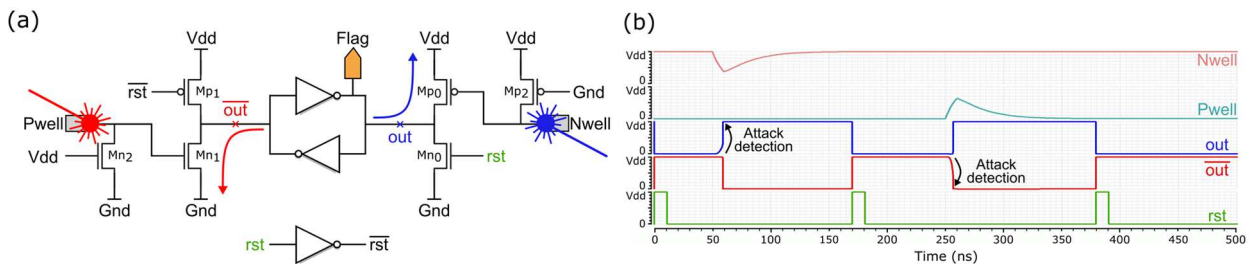 (a)
Vdd
Flag
Vdd
Vdd
rst
Mp1
Mp0
Mp2
Gnd
Pwell
out
out
Nwell
Vdd
Mn2
Mn1
Mn0
rst
Gnd
Gnd
Gnd
rst
rst
(b)
Vdd
0
Nwell
Vdd
0
Pwell
Vdd
0
Attack
detection
out
Vdd
0
Attack
detection
out
Vdd
0
rst
0 50 100 150 200 250 300 350 400 450 500
Time (ns)